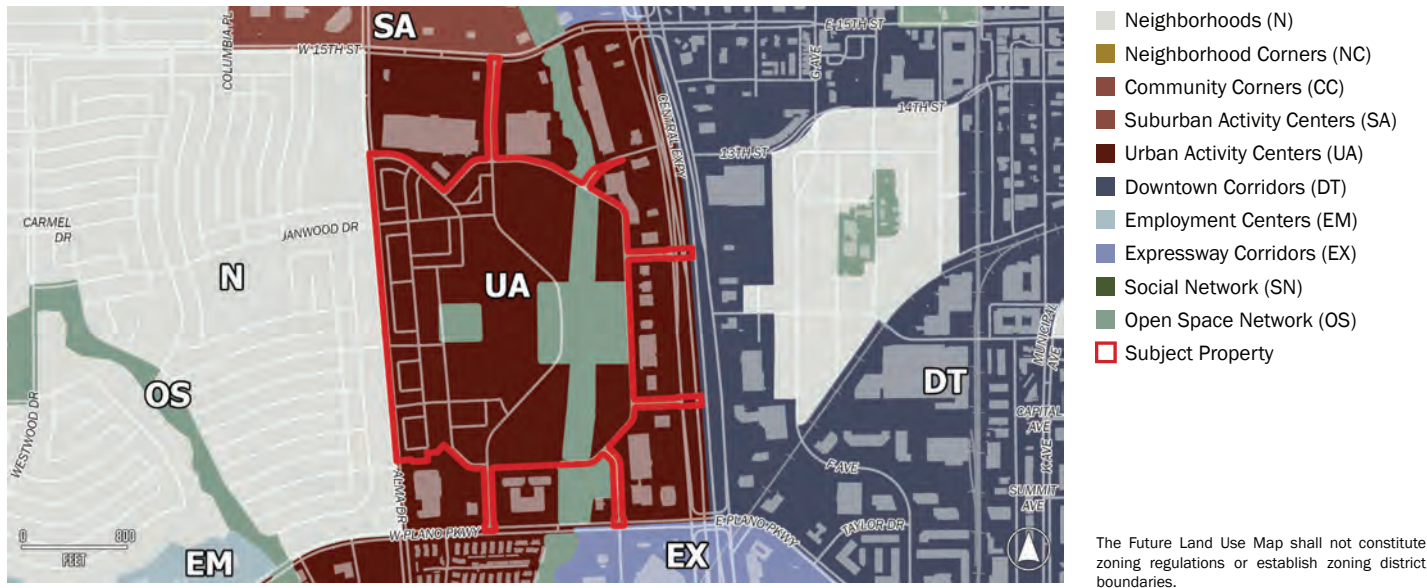 SA
COLUMBIA PL
W 15TH ST
E 15TH ST
G AVE
14TH ST
13TH ST
CENTRAL EXPY
CARMEL
DR
JANWOOD DR
N
UA
OS
DT
WESTWOOD DR
MUNICIPAL
AVE
CAPITAL
AVE
K AVE
F AVE
SUMMIT
AVE
ALMA DR
W PLANO PKWY
E PLANO PKWY
TAYLOR DR
EM
EX
0 800
FEET
Neighborhoods (N)
Neighborhood Corners (NC)
Community Corners (CC)
Suburban Activity Centers (SA)
Urban Activity Centers (UA)
Downtown Corridors (DT)
Employment Centers (EM)
Expressway Corridors (EX)
Social Network (SN)
Open Space Network (OS)
Subject Property
The Future Land Use Map shall not constitute
zoning regulations or establish zoning district
boundaries.